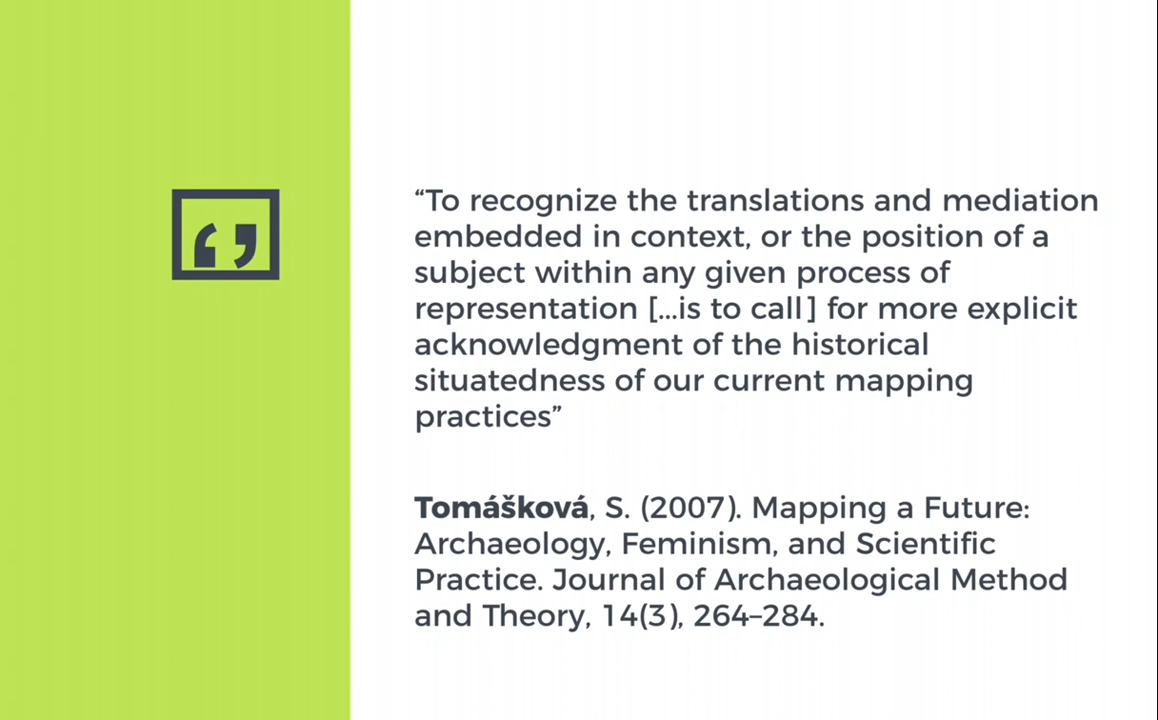 “To recognize the translations and mediation
embedded in context, or the position of a
subject within any given process of
representation [...is to call] for more explicit
acknowledgment of the historical
situatedness of our current mapping
practices”
Tomášková, S. (2007). Mapping a Future:
Archaeology, Feminism, and Scientific
Practice. Journal of Archaeological Method
and Theory, 14(3), 264–284.